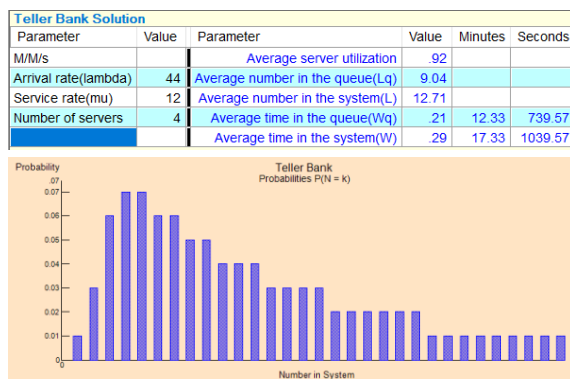 Teller Bank Solution
Parameter Value Parameter Value Minutes Seconds
M/M/s Average server utilization .92
Arrival rate(lambda) 44 Average number in the queue(Lq) 9.04
Service rate(mu) 12 Average number in the system(L) 12.71
Number of servers 4 Average time in the queue(Wq) .21 12.33 739.57
Average time in the system(W) .29 17.33 1039.57
Probability Teller Bank
Probabilities P(N = k)
.07
0.07
0.06
0.05
0.04
0.03
0.02
0.01
0
0
Number in System